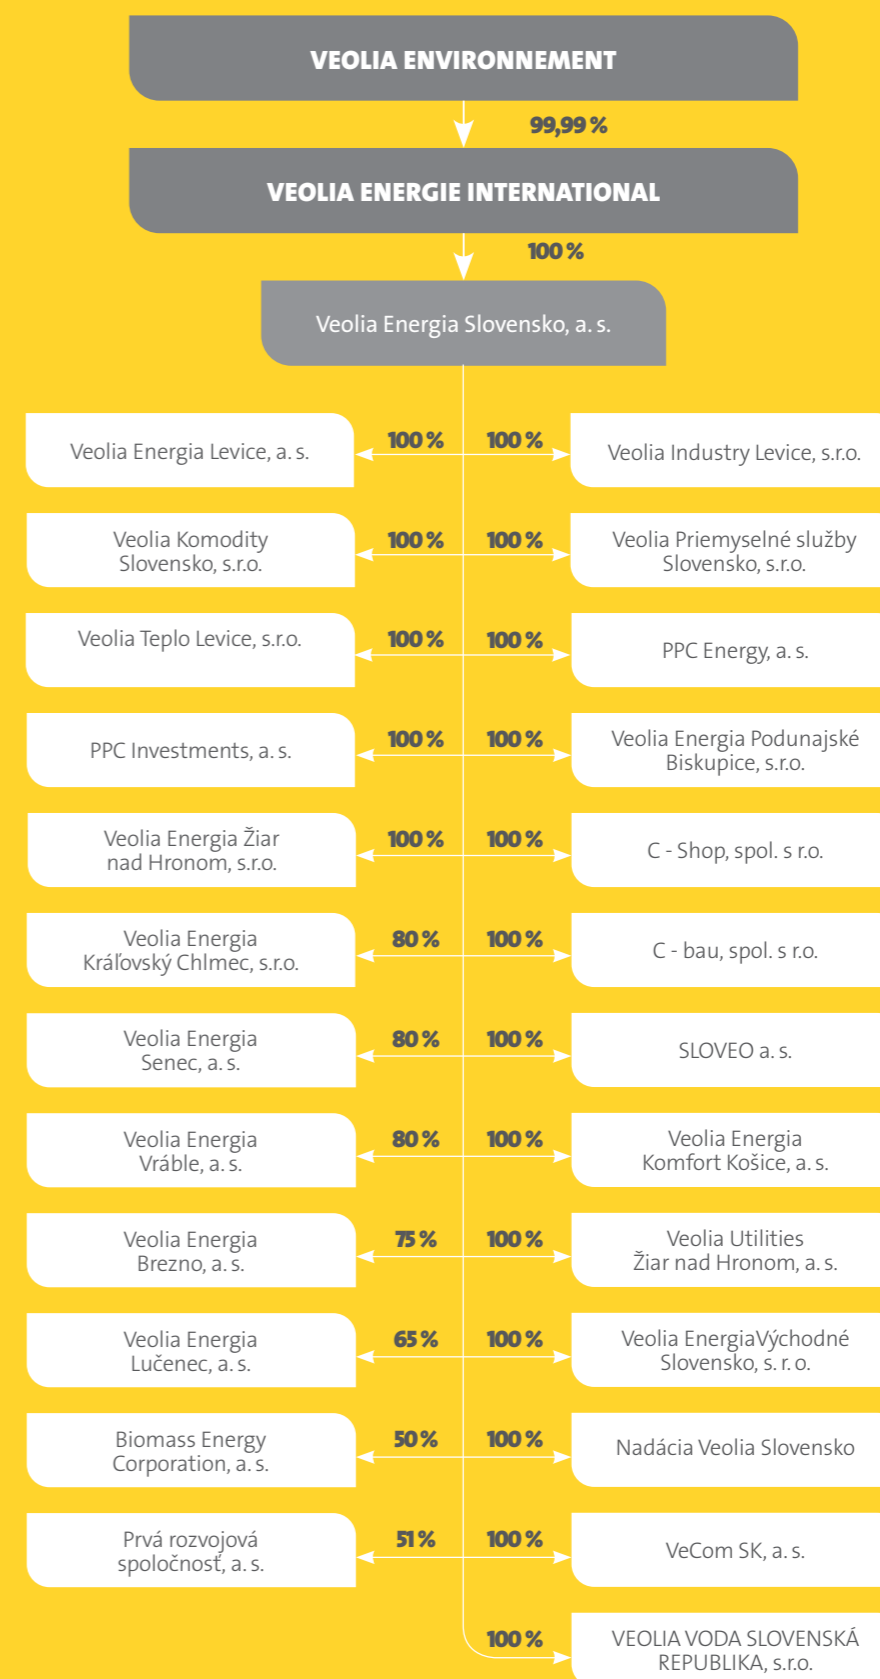 VEOLIA ENVIRONNEMENT
99,99 %
VEOLIA ENERGIE INTERNATIONAL
100 %
Veolia Energia Slovensko, a. s.
Veolia Energia Levice, a. s.
100 %
100 %
Veolia Industry Levice, s.r.o.
Veolia Komodity
Slovensko, s.r.o.
100 %
100 %
Veolia Priemyselné služby
Slovensko, s.r.o.
Veolia Teplo Levice, s.r.o.
100 %
100 %
PPC Energy, a. s.
PPC Investments, a. s.
100 %
100 %
Veolia Energia Podunajské
Biskupice, s.r.o.
Veolia Energia Žiar
nad Hronom, s.r.o.
100 %
100 %
C - Shop, spol. s r.o.
Veolia Energia
Kráľovský Chlmec, s.r.o.
80 %
100 %
C - bau, spol. s r.o.
Veolia Energia
Senec, a. s.
80 %
100 %
SLOVEO a. s.
Veolia Energia
Vráble, a. s.
80 %
100 %
Veolia Energia
Komfort Košice, a. s.
Veolia Energia
Brezno, a. s.
75 %
100 %
Veolia Utilities
Žiar nad Hronom, a. s.
Veolia Energia
Lučenec, a. s.
65 %
100 %
Veolia EnergiaVýchodné
Slovensko, s. r. o.
Biomass Energy
Corporation, a. s.
50 %
100 %
Nadácia Veolia Slovensko
Prvá rozvojová
spoločnosť, a. s.
51 %
100 %
VeCom SK, a. s.
100 %
VEOLIA VODA SLOVENSKÁ
REPUBLIKA, s.r.o.